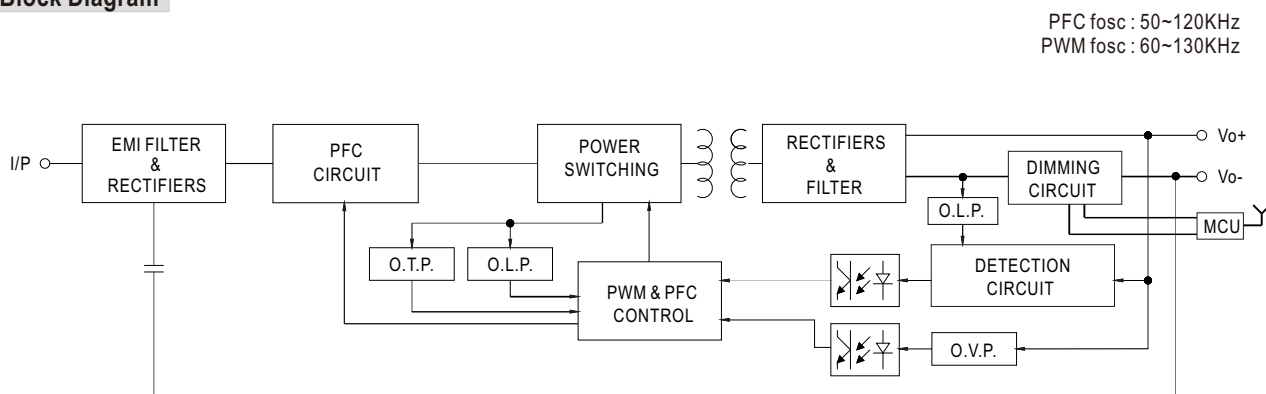 Block Diagram
PFC fosc : 50~120KHz
PWM fosc : 60~130KHz
I/P
EMI FILTER
&
RECTIFIERS
PFC
CIRCUIT
POWER
SWITCHING
RECTIFIERS
&
FILTER
Vo+
DIMMING
CIRCUIT
Vo-
O.L.P.
MCU
O.T.P.
O.L.P.
PWM & PFC
CONTROL
DETECTION
CIRCUIT
O.V.P.